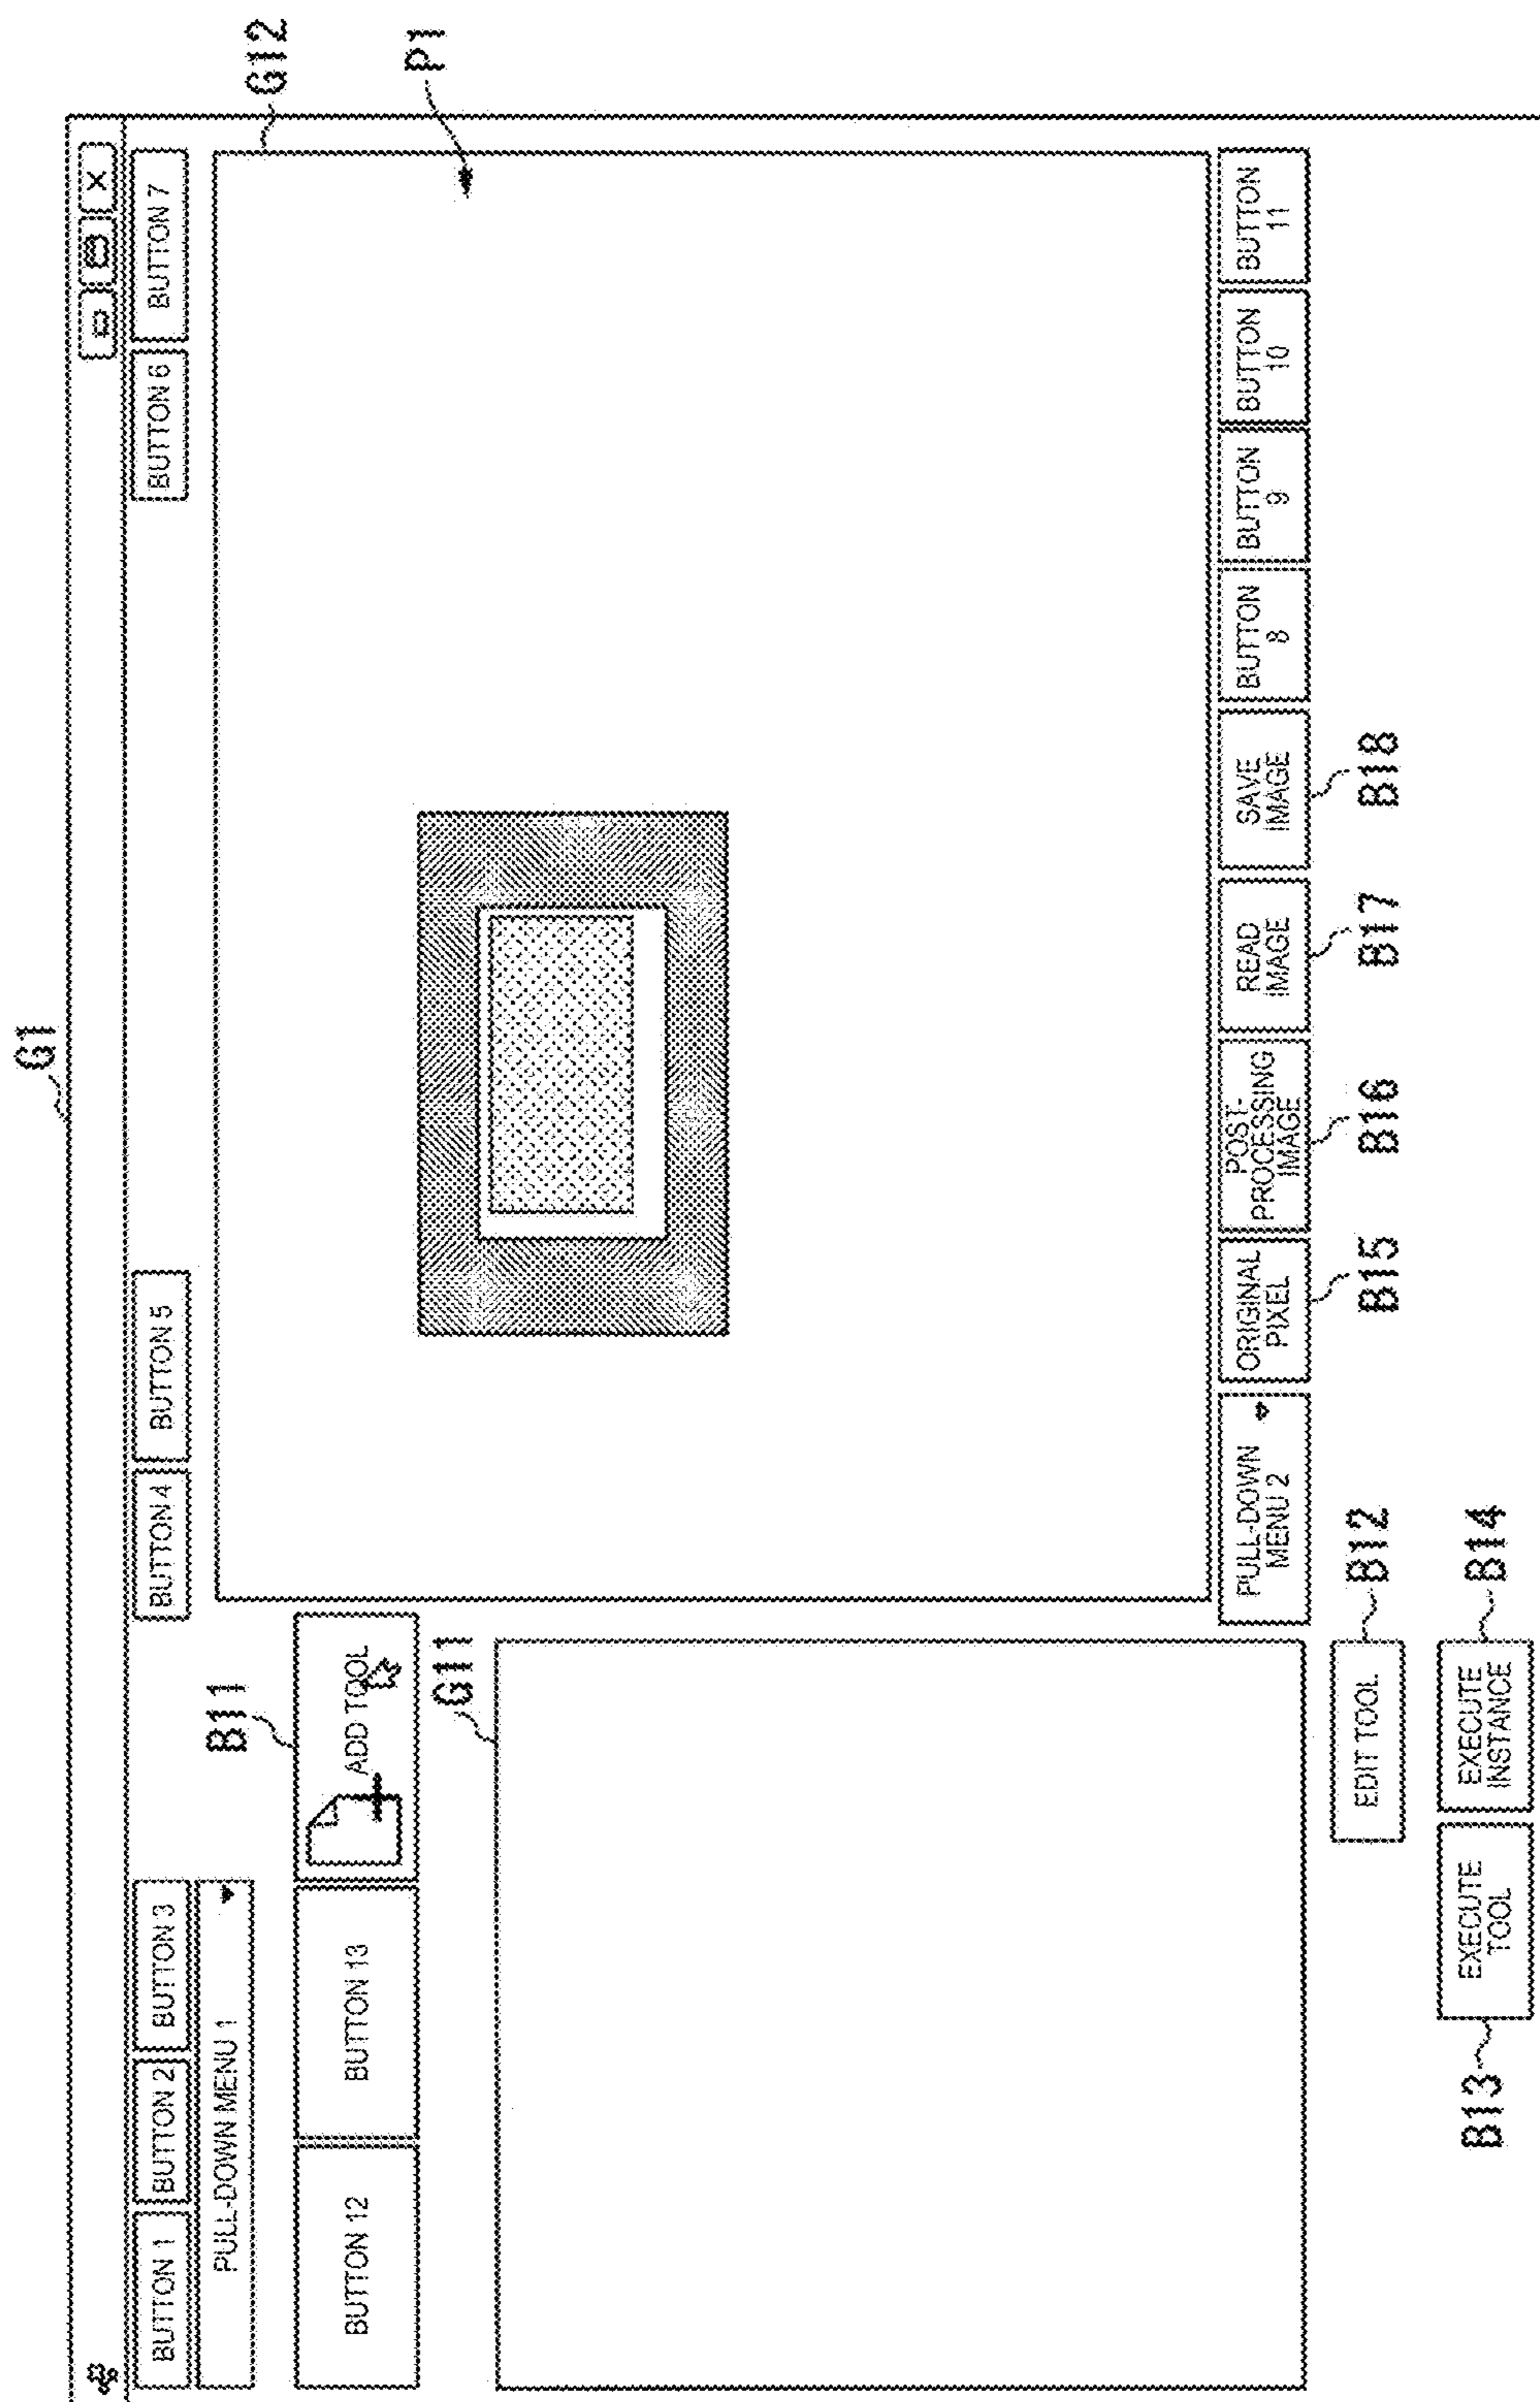 G1
×
BUTTON 1
BUTTON 2
BUTTON 3
BUTTON 4
BUTTON 5
BUTTON 6
BUTTON 7
PULL-DOWN MENU 1
G12
B11
BUTTON 12
BUTTON 13
ADD TOOL
P1
G11
PULL-DOWN
MENU 2
ORIGINAL
PIXEL
POST-
PROCESSING
IMAGE
READ
IMAGE
SAVE
IMAGE
BUTTON
8
BUTTON
9
BUTTON
10
BUTTON
11
EDIT TOOL
B12
B15
B16
B17
B18
B13
EXECUTE
TOOL
EXECUTE
INSTANCE
B14